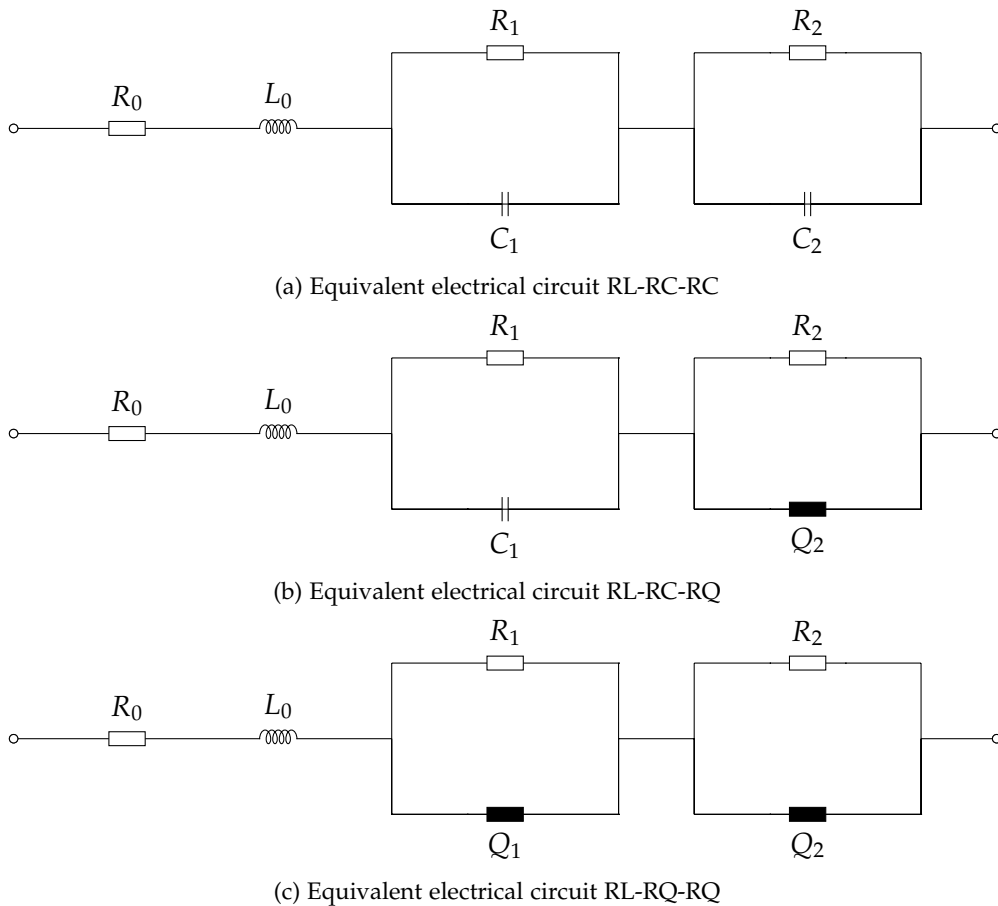 R₁ R₂
R₀ L₀
C₁ C₂
(a) Equivalent electrical circuit RL-RC-RC
R₁ R₂
R₀ L₀
C₁ Q₂
(b) Equivalent electrical circuit RL-RC-RQ
R₁ R₂
R₀ L₀
Q₁ Q₂
(c) Equivalent electrical circuit RL-RQ-RQ